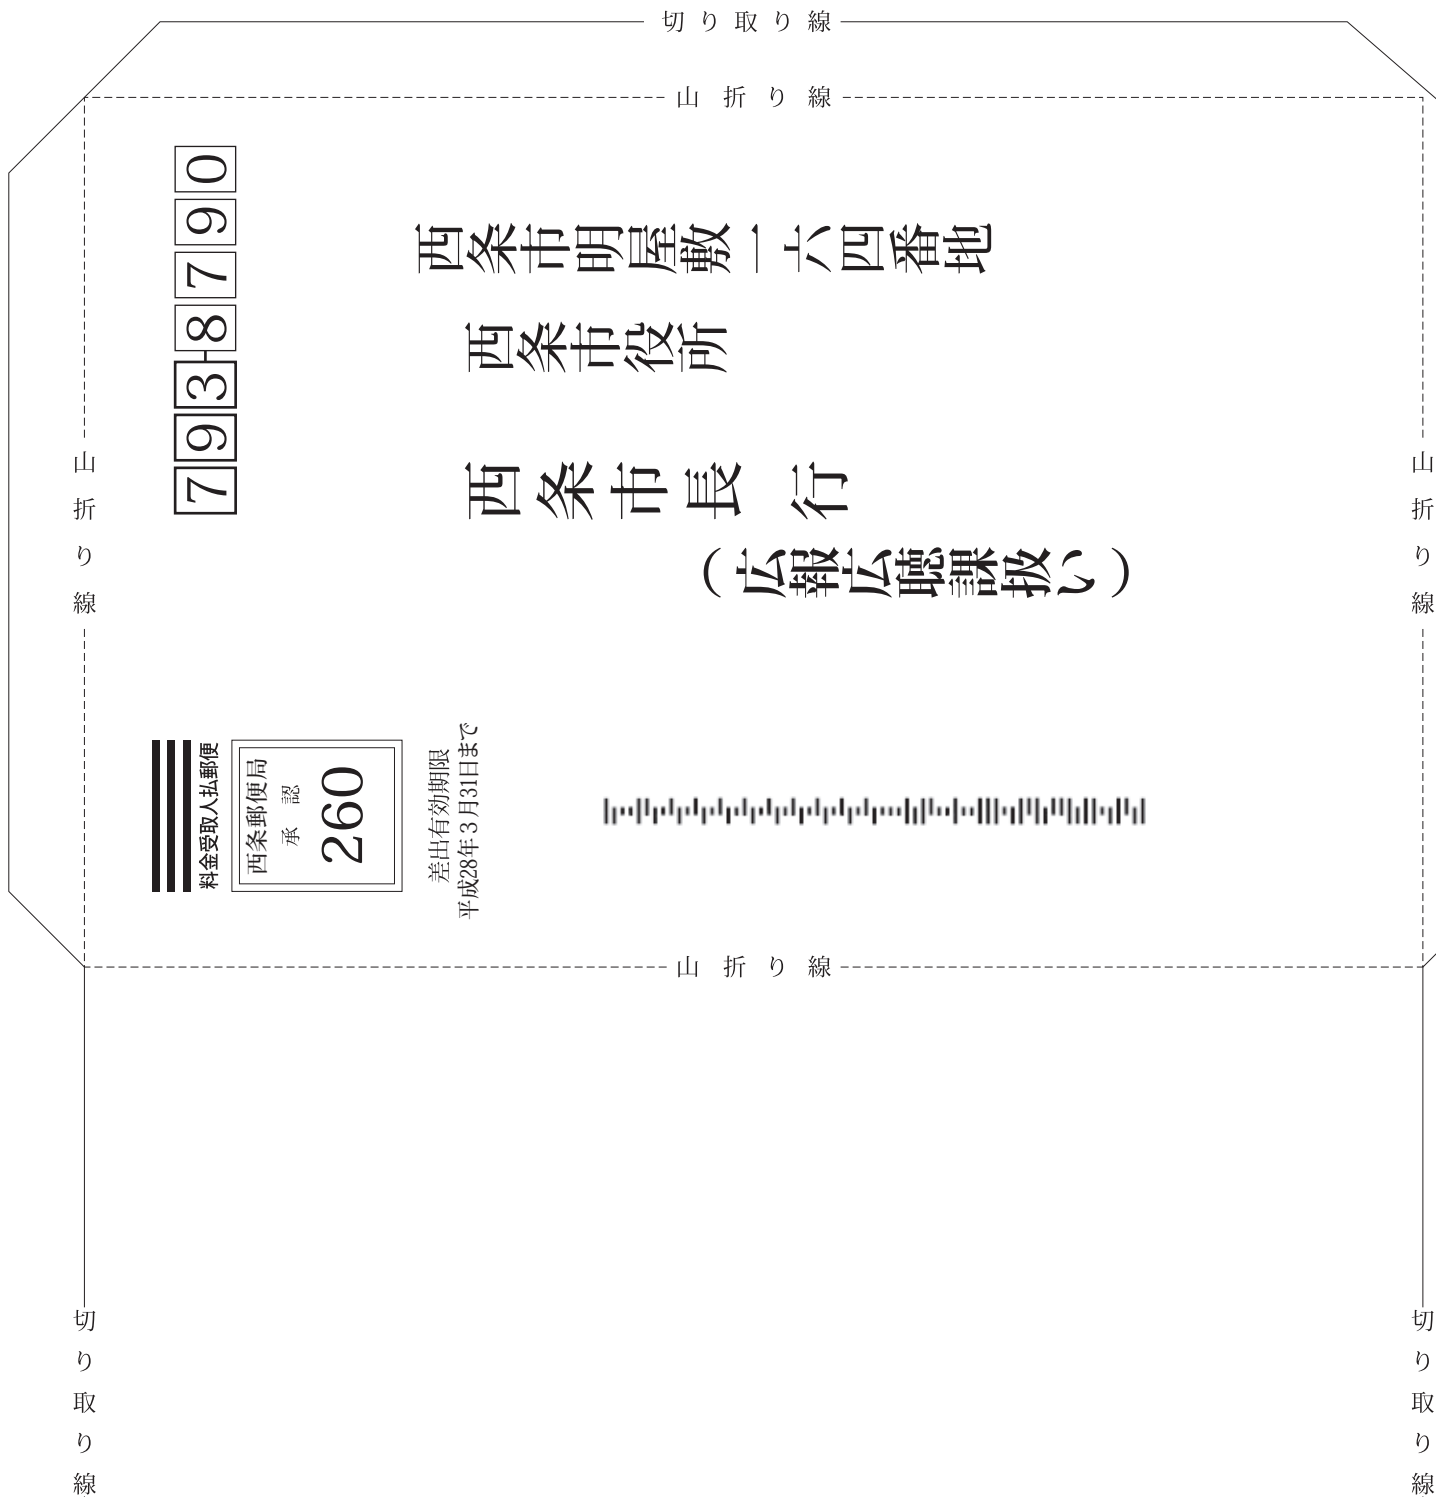 切り取り線
山折り線
7938790
西条市明屋敷一六四番地
西条市役所
西条市長 行
（広報広聴課扱い）
山折り線
山折り線
料金受取人払郵便
西条郵便局
承認
260
差出有効期限
平成28年3月31日まで
山折り線
切り取り線
切り取り線